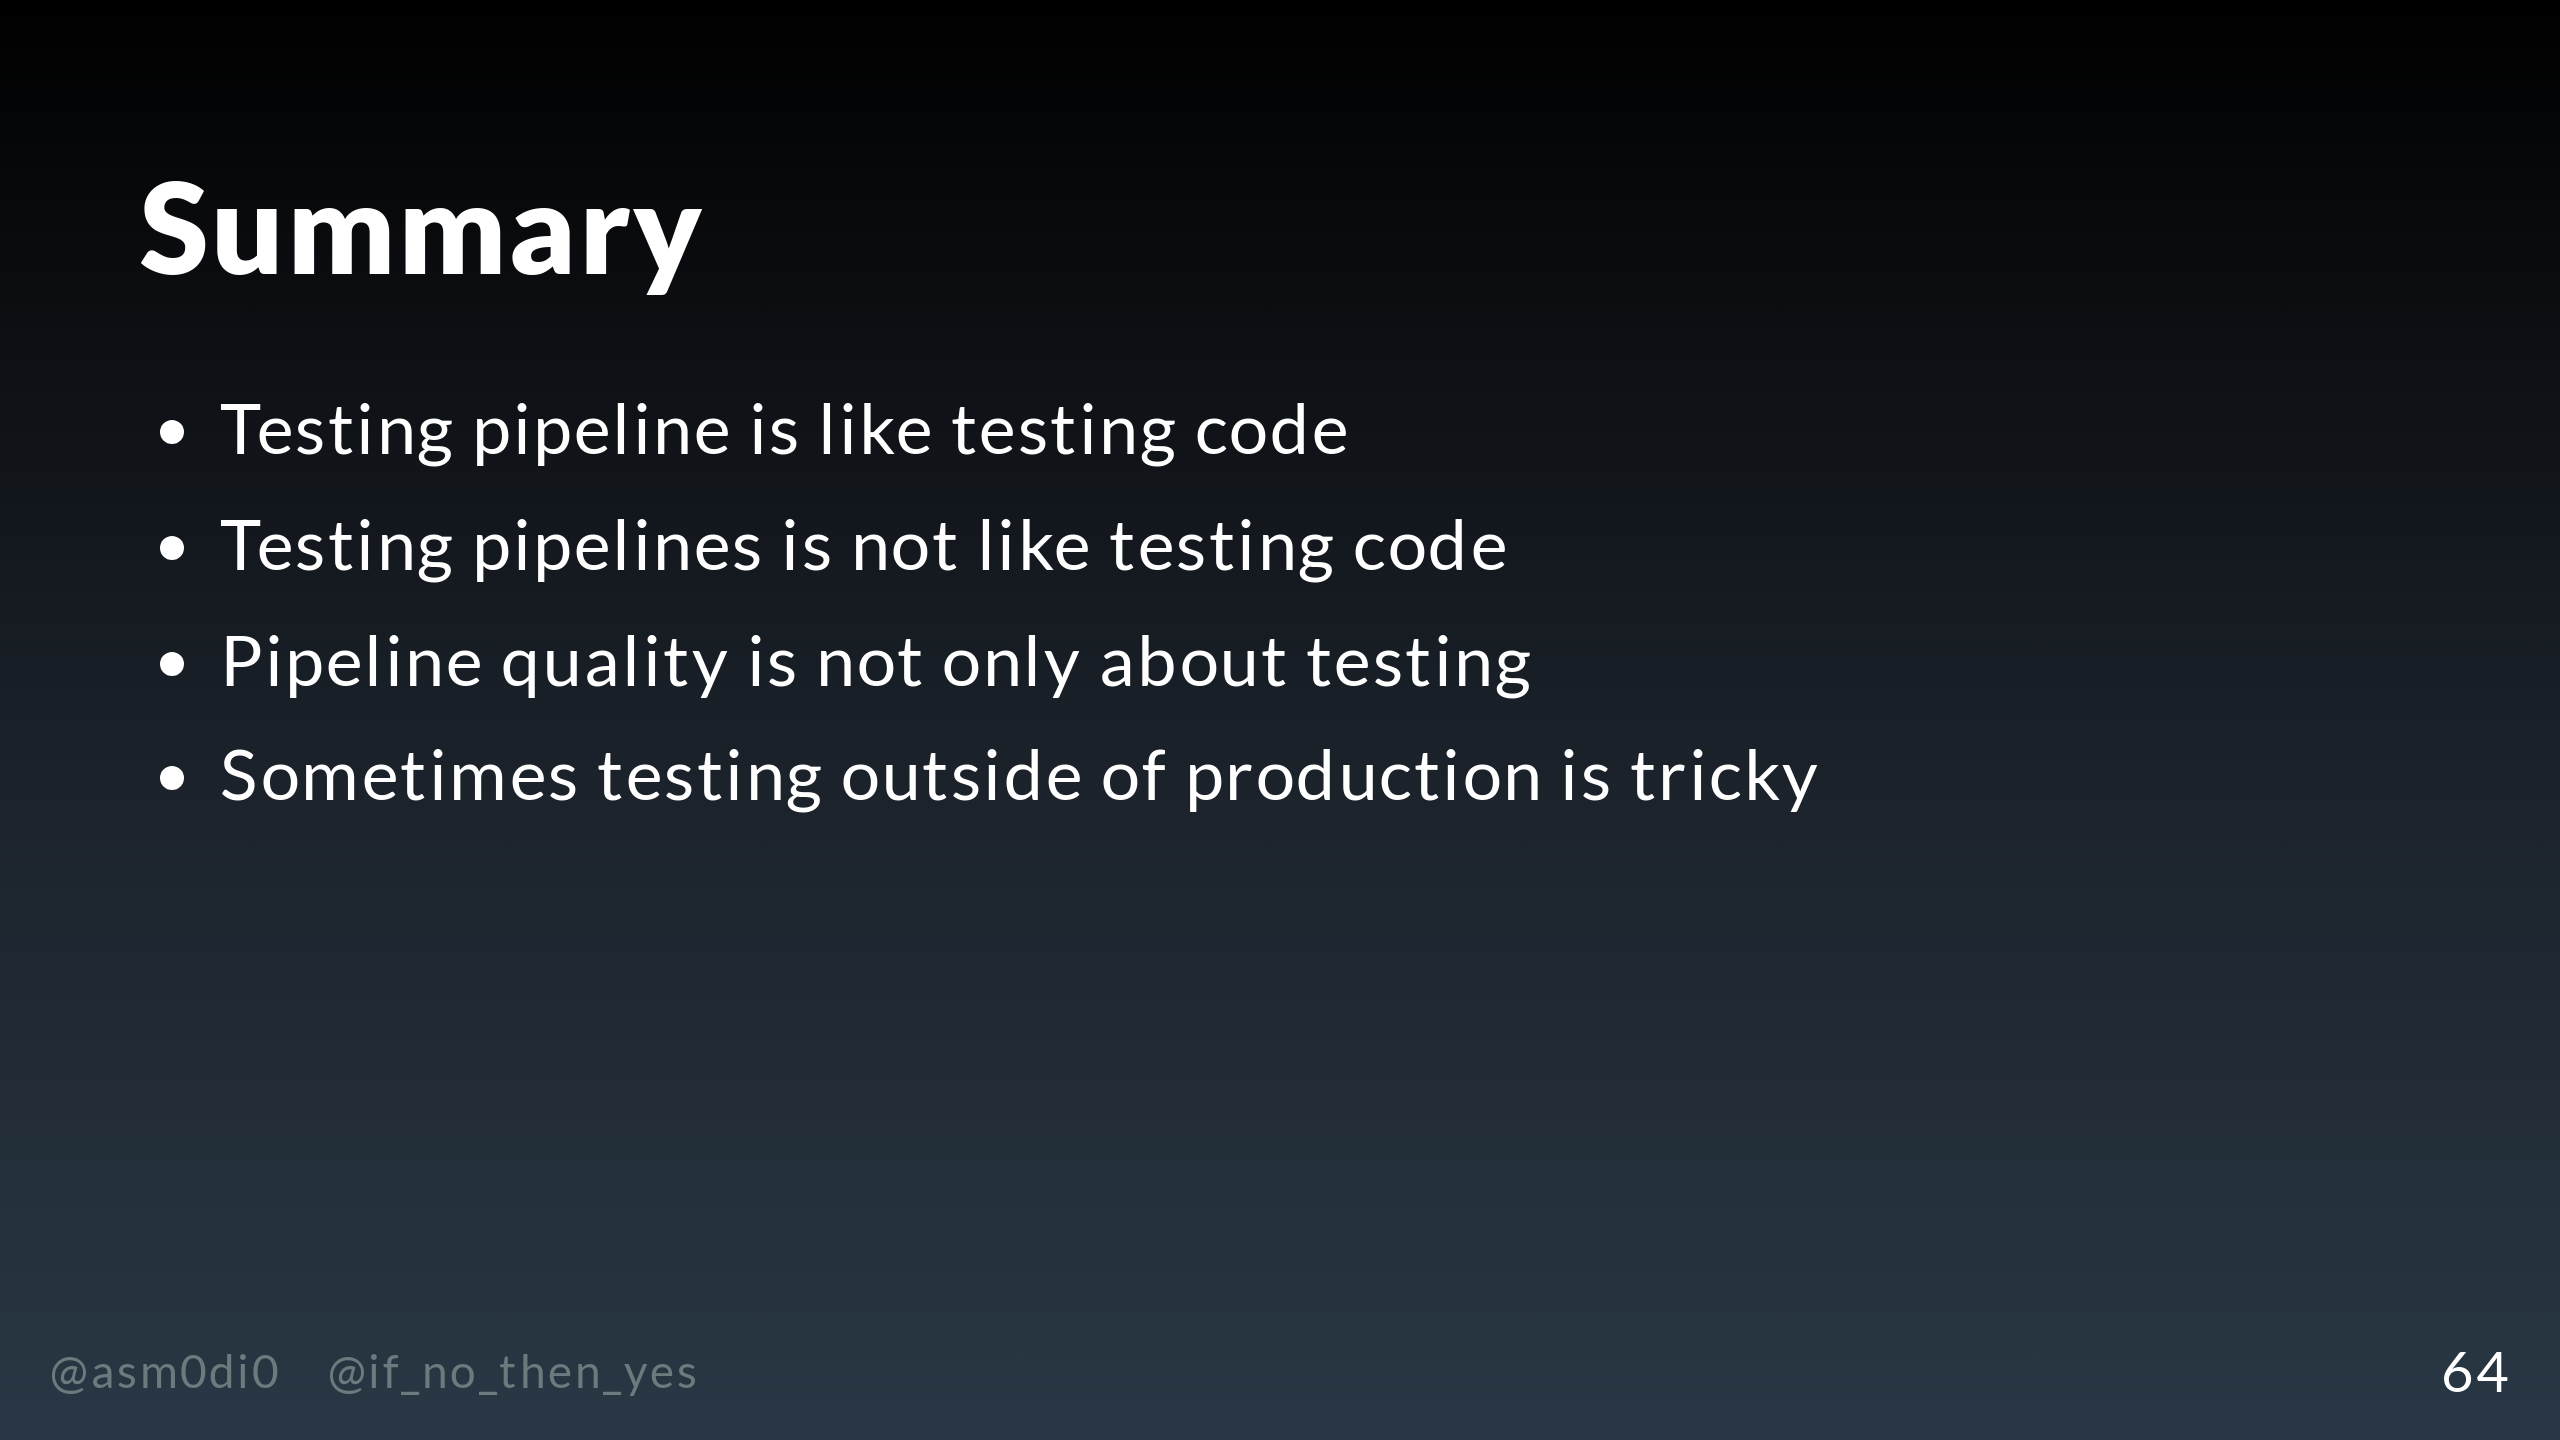 Summary
• Testing pipeline is like testing code
• Testing pipelines is not like testing code
• Pipeline quality is not only about testing
• Sometimes testing outside of production is tricky
@asm0di0 @if_no_then_yes
64